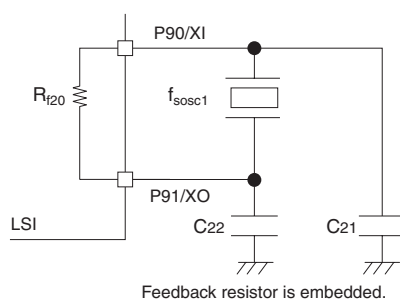 P90/XI
Rf20
fsosc1
P91/XO
LSI
C22
C21
Feedback resistor is embedded.